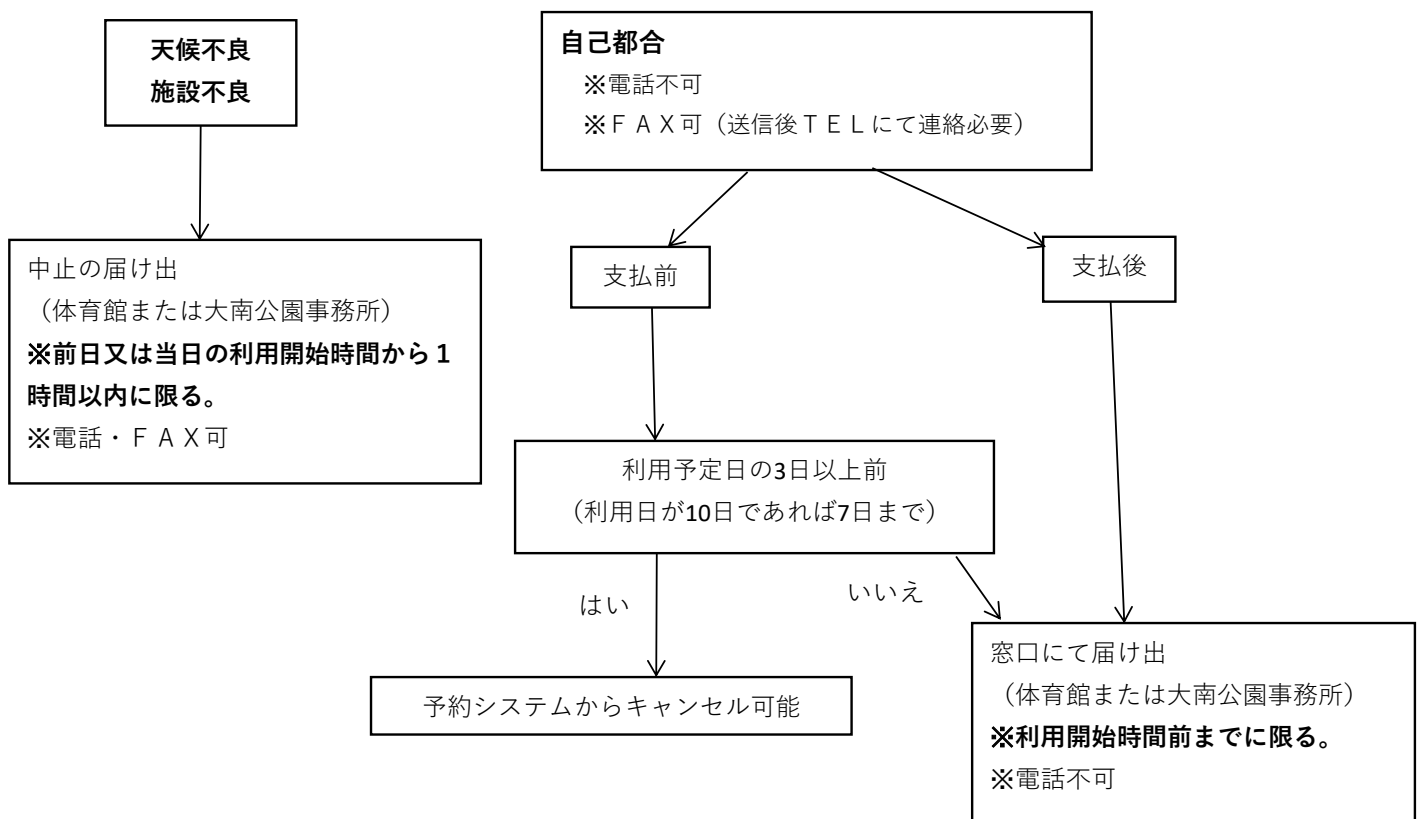 天候不良
施設不良
自己都合
※電話不可
※ＦＡＸ可（送信後ＴＥＬにて連絡必要）
中止の届け出
（体育館または大南公園事務所）
※前日又は当日の利用開始時間から１
時間以内に限る。
※電話・ＦＡＸ可
支払前
支払後
利用予定日の3日以上前
（利用日が10日であれば7日まで）
はい
いいえ
予約システムからキャンセル可能
窓口にて届け出
（体育館または大南公園事務所）
※利用開始時間前までに限る。
※電話不可